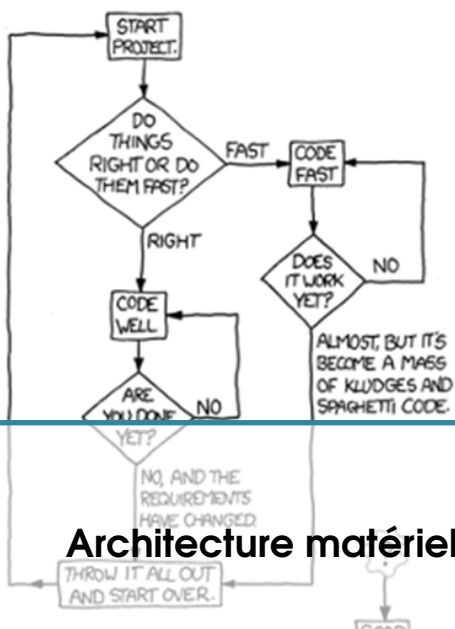 START
PROJECT.
DO
THINGS
RIGHT OR DO
THEM FAST?
FAST
CODE
FAST
RIGHT
DOES
IT WORK
YET?
NO
CODE
WELL
ALMOST, BUT IT'S
BECOME A MASS
OF KLUDGES AND
SPAGHETTI CODE.
ARE
YOU DONE
YET?
NO
NO, AND THE
REQUIREMENTS
HAVE CHANGED.
Architecture matériel
THROW IT ALL OUT
AND START OVER.